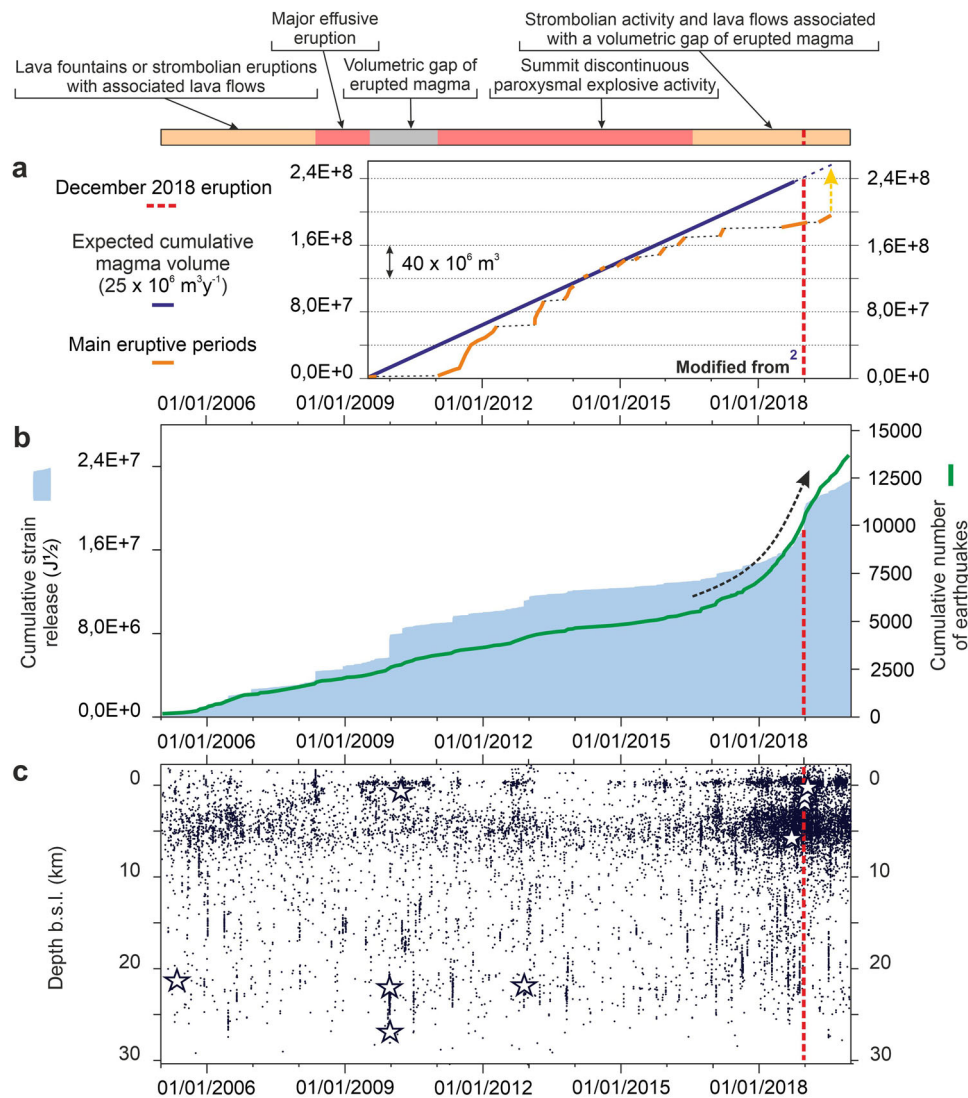 Major effusive
eruption
Strombolian activity and lava flows associated
with a volumetric gap of erupted magma
Lava fountains or strombolian eruptions
with associated lava flows
Volumetric gap of
erupted magma
Summit discontinuous
paroxysmal explosive activity
a
December 2018 eruption
Expected cumulative
magma volume
(25 x 10⁶ m³y⁻¹)
Main eruptive periods
2,4E+8
1,6E+8
8,0E+7
0,0E+0
40 x 10⁶ m³
Modified from²
2,4E+8
1,6E+8
8,0E+7
0,0E+0
01/01/2006 01/01/2009 01/01/2012 01/01/2015 01/01/2018
b
Cumulative strain
release (J½)
2,4E+7
1,6E+7
8,0E+6
0,0E+0
15000
12500
10000
7500
5000
2500
0
Cumulative number
of earthquakes
01/01/2006 01/01/2009 01/01/2012 01/01/2015 01/01/2018
c
Depth b.s.l. (km)
0
10
20
30
0
10
20
30
01/01/2006 01/01/2009 01/01/2012 01/01/2015 01/01/2018